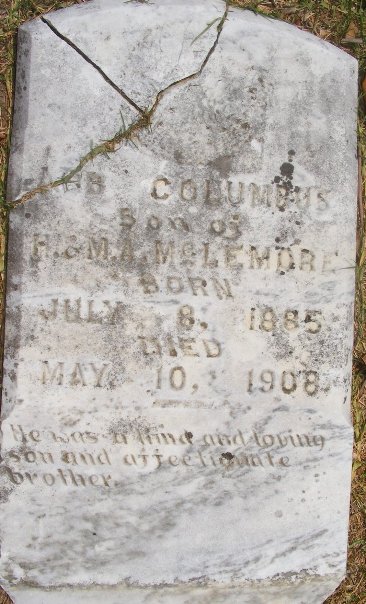 COLUMBUS
Son of
F. & M.A. McLEMORE
BORN
JULY 8. 1885
DIED
MAY 10, 1908
He was a kind and loving
son and affectionate
brother.